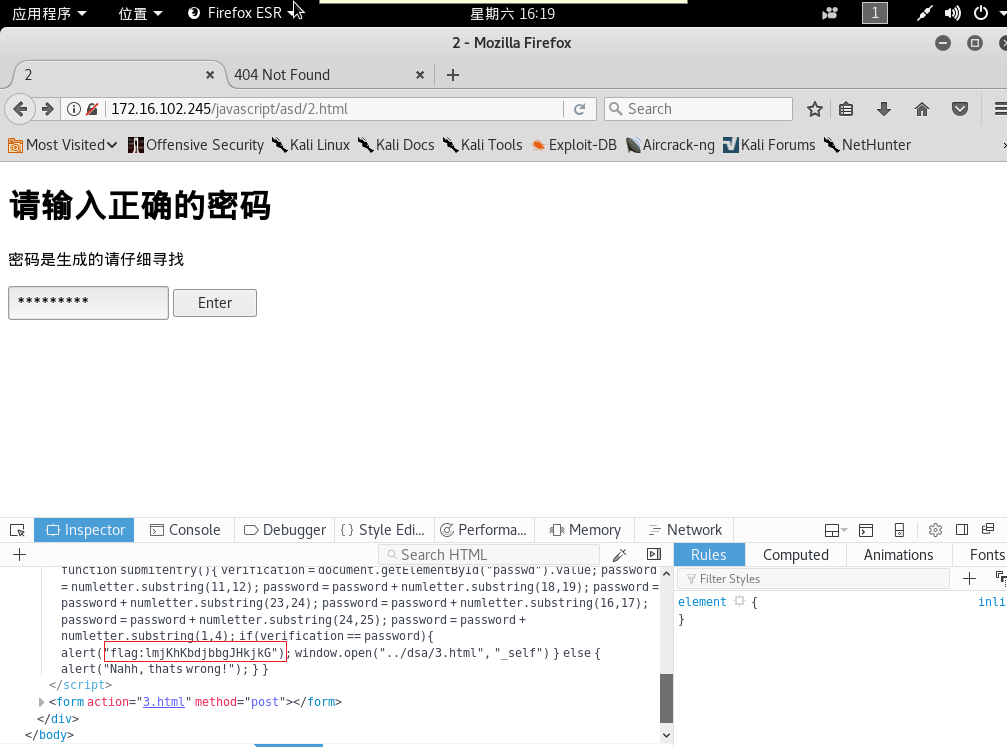 应用程序 位置 Firefox ESR 星期六 16:19 1
2 - Mozilla Firefox
2 404 Not Found
172.16.102.245/javascript/asd/2.html Search
Most Visited Offensive Security Kali Linux Kali Docs Kali Tools Exploit-DB Aircrack-ng Kali Forums NetHunter
请输入正确的密码
密码是生成的请仔细寻找
********* Enter
Inspector Console Debugger {} Style Edi... Performa... Memory Network
Search HTML Rules Computed Animations Fonts
function submitentry(){ verification = document.getElementById("passwd").value; password
= numletter.substring(11,12); password = password + numletter.substring(18,19); password =
password + numletter.substring(23,24); password = password + numletter.substring(16,17);
password = password + numletter.substring(24,25); password = password +
numletter.substring(1,4); if(verification == password){
alert("flag:lmjKhKbdjbbgJHkjkG"); window.open("../dsa/3.html", "_self") } else {
alert("Nahh, thats wrong!"); } }
</script>
<form action="3.html" method="post"></form>
</div>
</body>
Filter Styles
element { inli
}